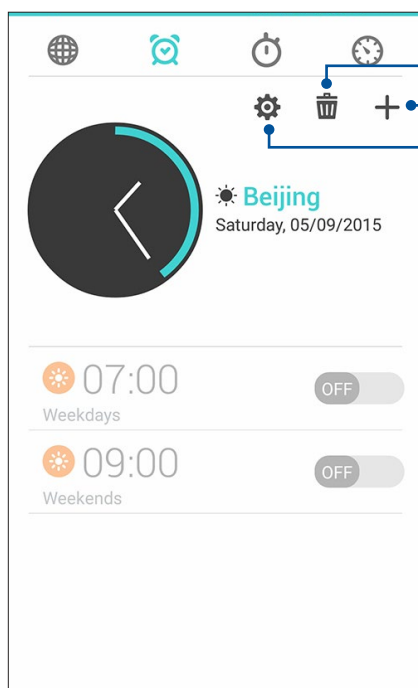 Beijing
Saturday, 05/09/2015
07:00
OFF
Weekdays
09:00
OFF
Weekends